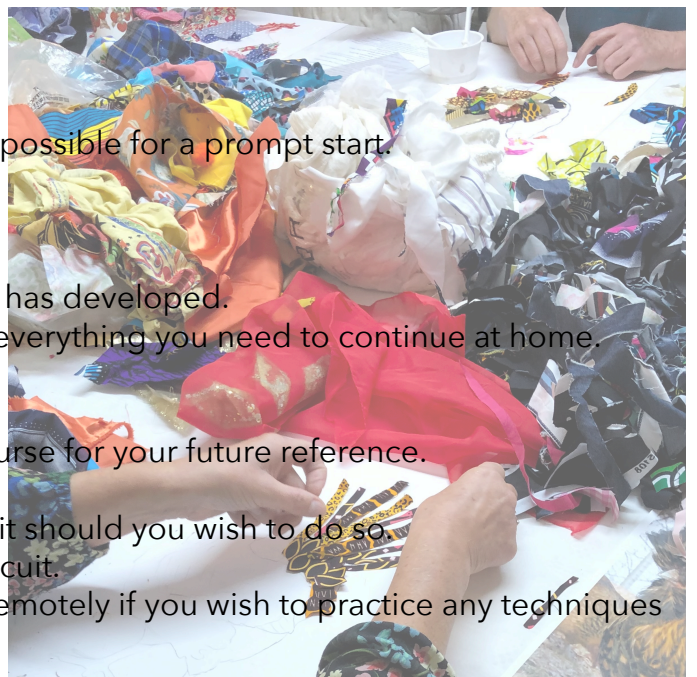 possible for a prompt start.
has developed.
everything you need to continue at home.
urse for your future reference.
it should you wish to do so.
cuit.
emotely if you wish to practice any techniques